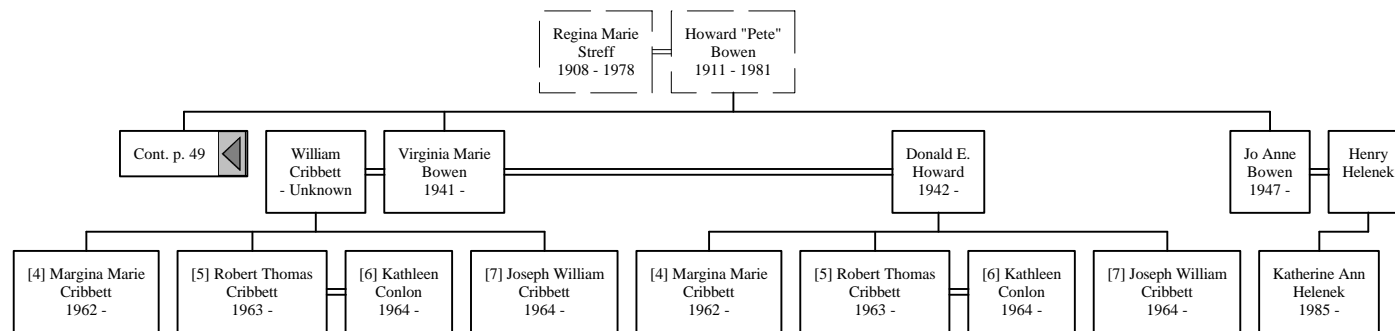 Regina Marie
Streff
1908 - 1978
Howard "Pete"
Bowen
1911 - 1981
Cont. p. 49
William
Cribbett
- Unknown
Virginia Marie
Bowen
1941 -
Donald E.
Howard
1942 -
Jo Anne
Bowen
1947 -
Henry
Helenek
[4] Margina Marie
Cribbett
1962 -
[5] Robert Thomas
Cribbett
1963 -
[6] Kathleen
Conlon
1964 -
[7] Joseph William
Cribbett
1964 -
[4] Margina Marie
Cribbett
1962 -
[5] Robert Thomas
Cribbett
1963 -
[6] Kathleen
Conlon
1964 -
[7] Joseph William
Cribbett
1964 -
Katherine Ann
Helenek
1985 -